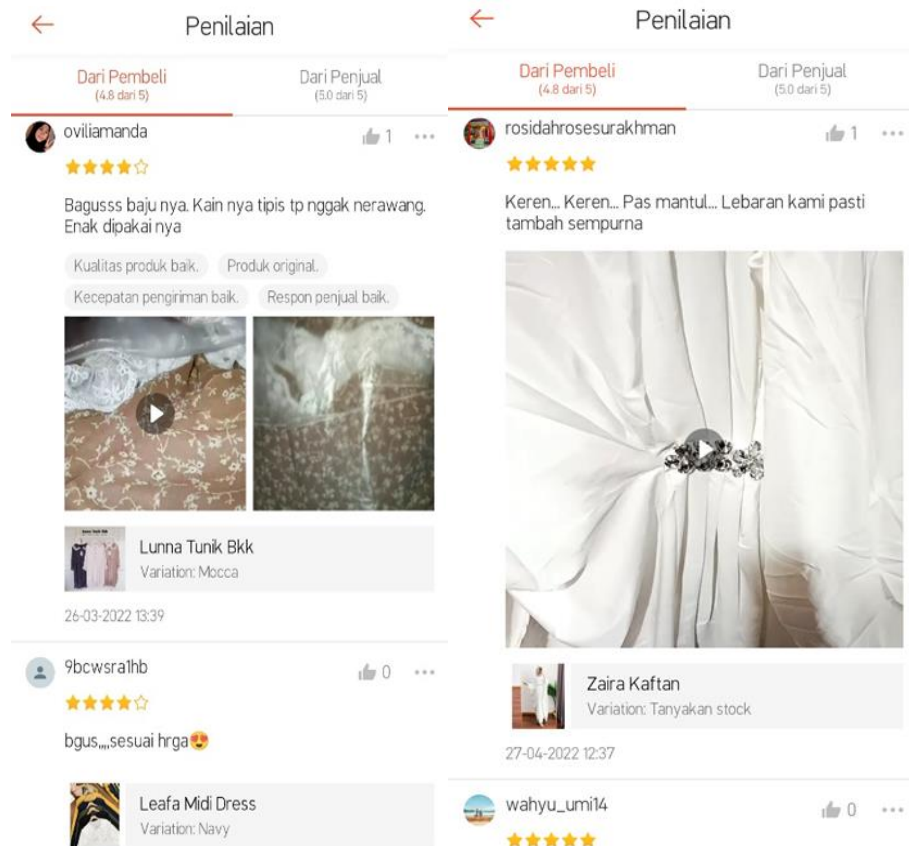 Penilaian
Dari Pembeli
(4.8 dari 5)
Dari Penjual
(5.0 dari 5)
oviliamanda
1
Bagusss baju nya. Kain nya tipis tp nggak nerawang.
Enak dipakai nya
Kualitas produk baik.
Produk original.
Kecepatan pengiriman baik.
Respon penjual baik.
Lunna Tunik Bkk
Variation: Mocca
26-03-2022 13:39
9bcwsra1hb
0
bgus,,,,sesuai hrga😍
Leafa Midi Dress
Variation: Navy
Penilaian
Dari Pembeli
(4.8 dari 5)
Dari Penjual
(5.0 dari 5)
rosidahrosesurakhman
1
Keren... Keren... Pas mantul... Lebaran kami pasti
tambah sempurna
Zaira Kaftan
Variation: Tanyakan stock
27-04-2022 12:37
wahyu_umi14
0